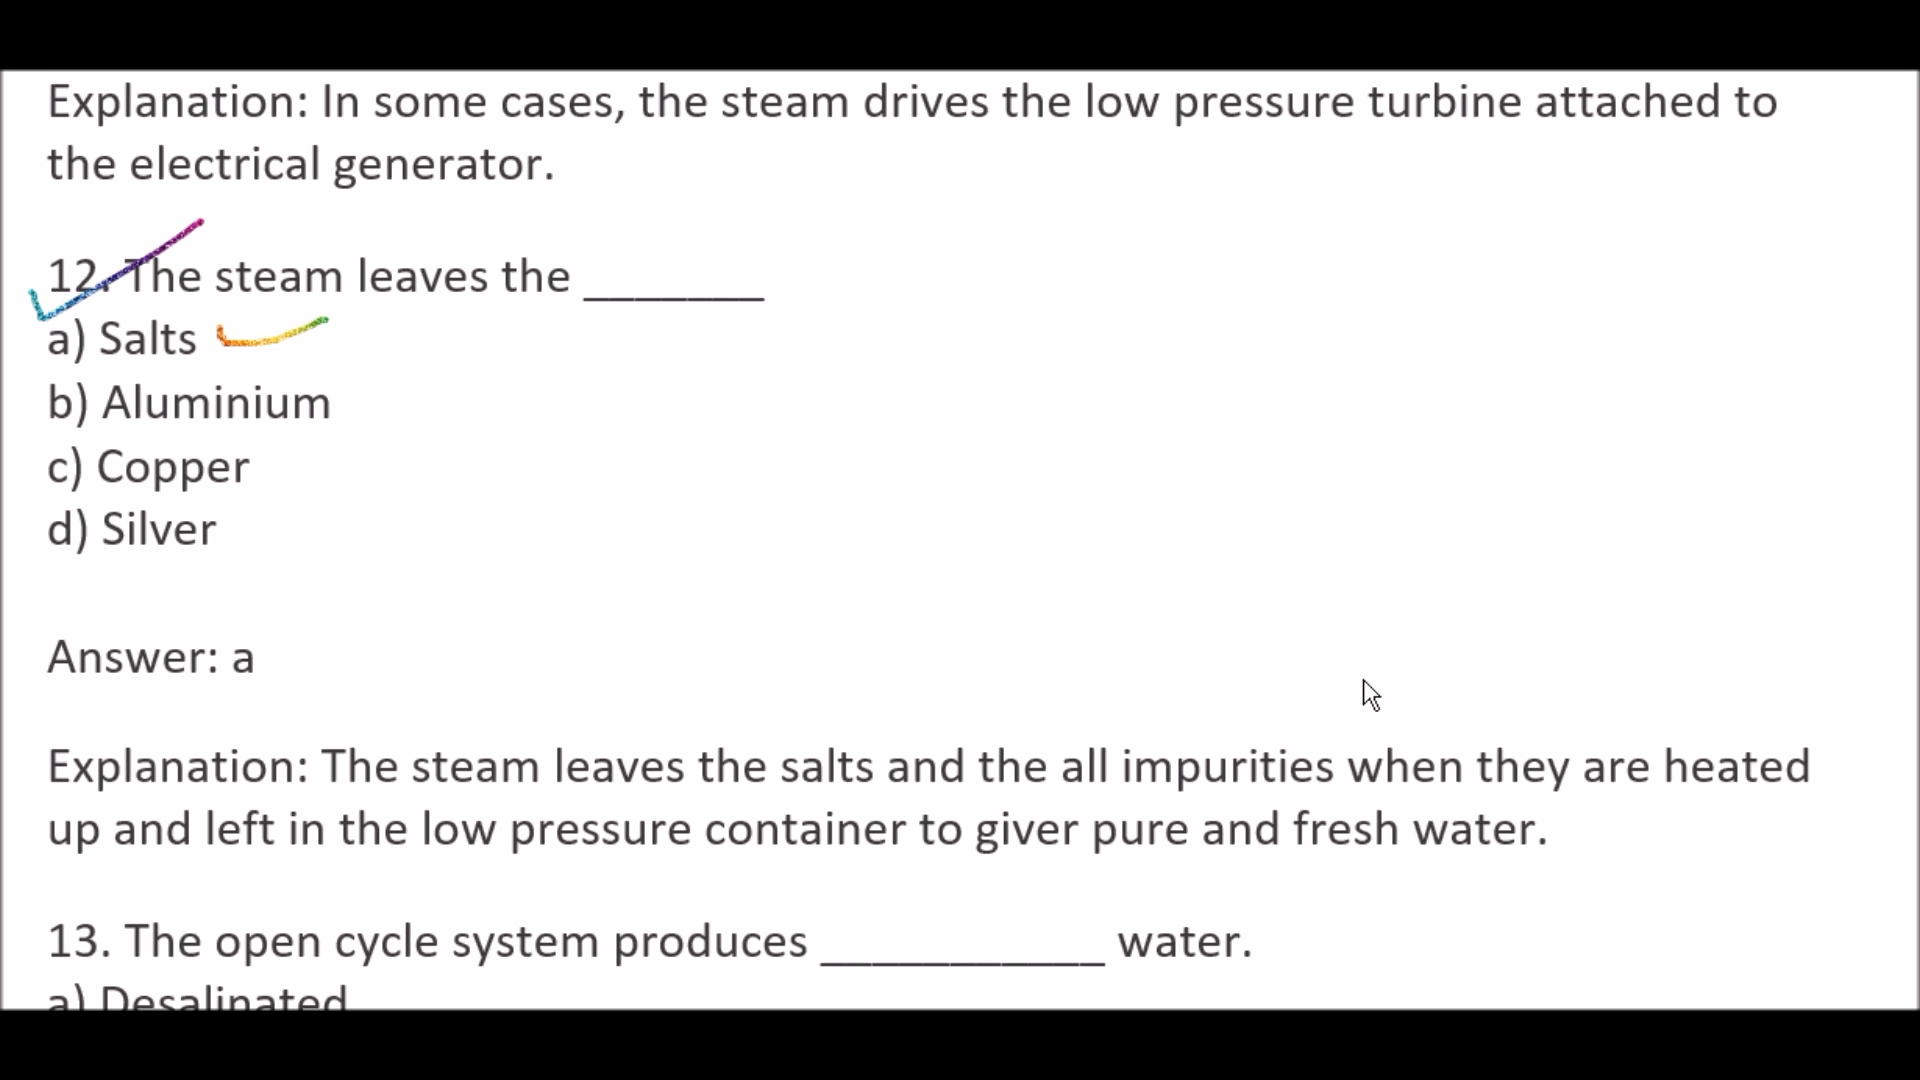 Explanation: In some cases, the steam drives the low pressure turbine attached to
the electrical generator.
12. The steam leaves the _______
a) Salts
b) Aluminium
c) Copper
d) Silver
Answer: a
Explanation: The steam leaves the salts and the all impurities when they are heated
up and left in the low pressure container to giver pure and fresh water.
13. The open cycle system produces ___________ water.
a) Desalinated